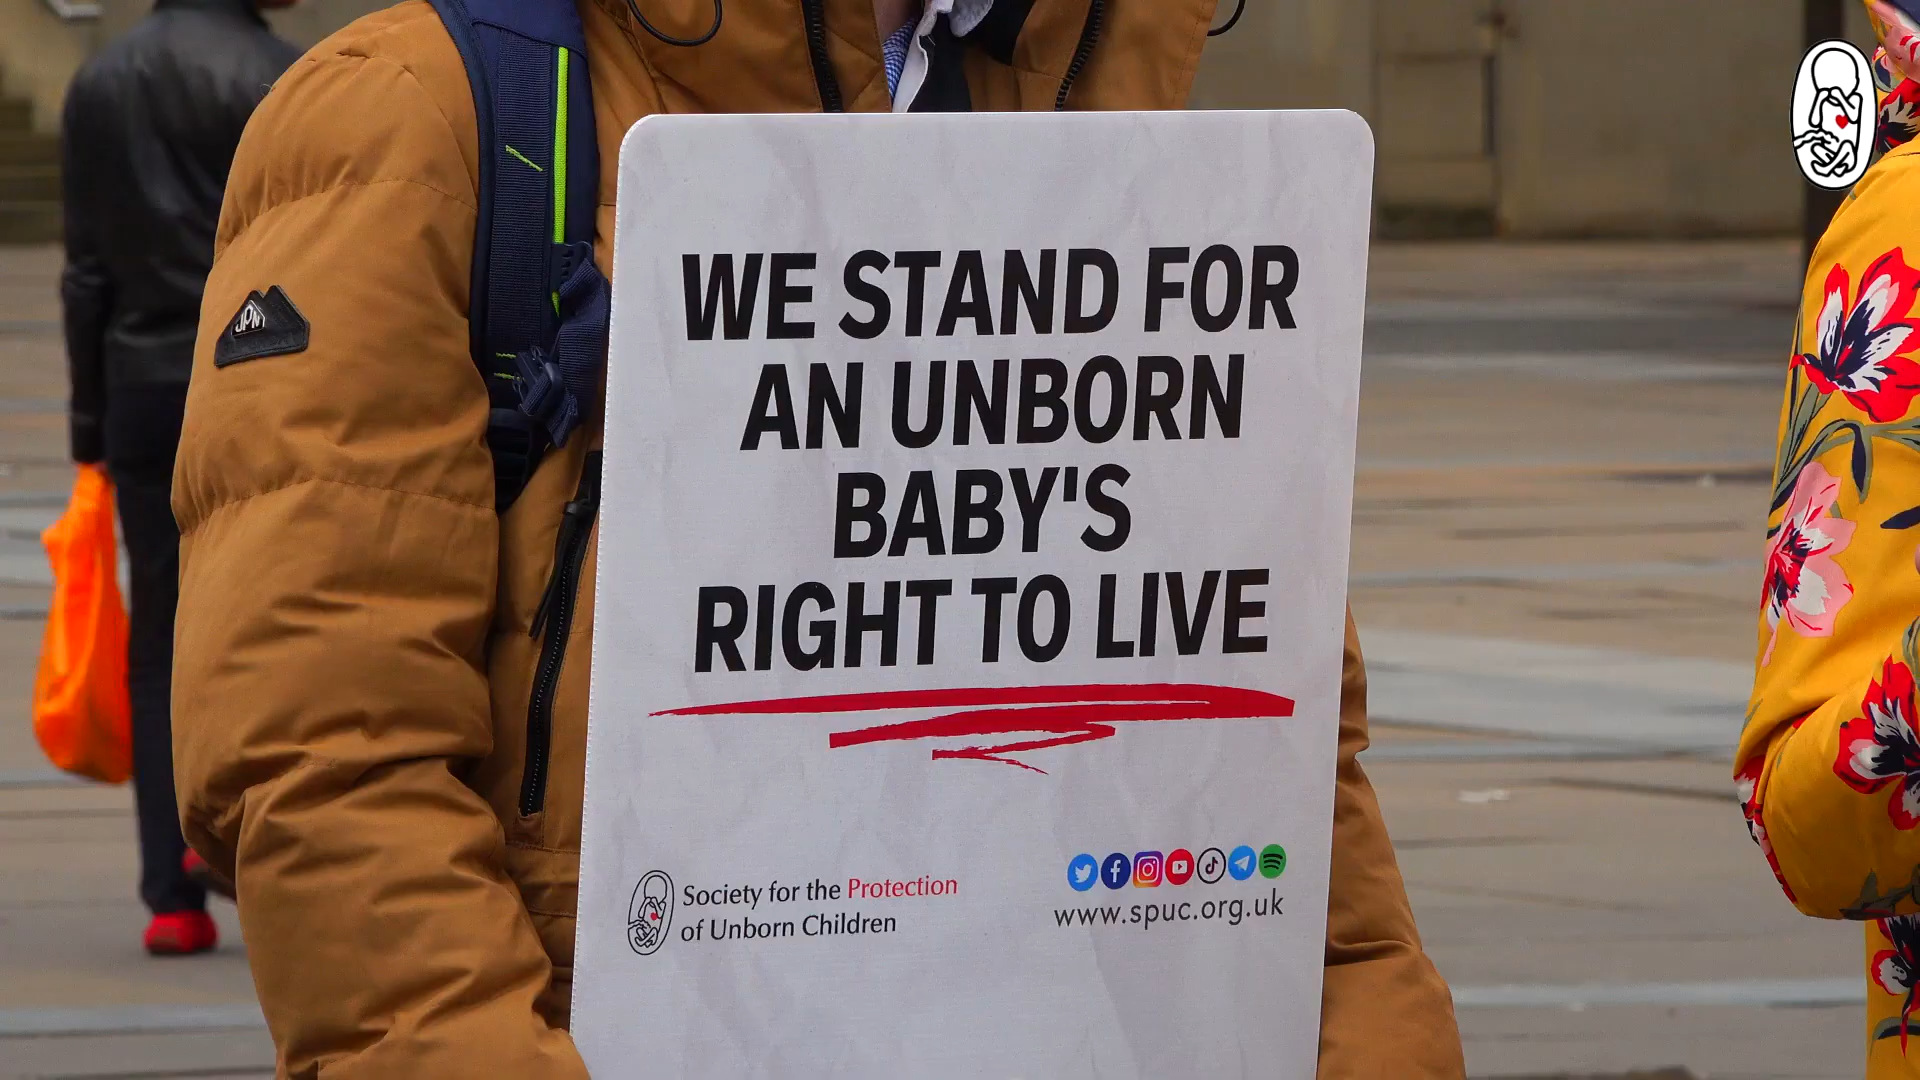 JPN
WE STAND FOR
AN UNBORN
BABY'S
RIGHT TO LIVE
Society for the Protection
of Unborn Children
www.spuc.org.uk